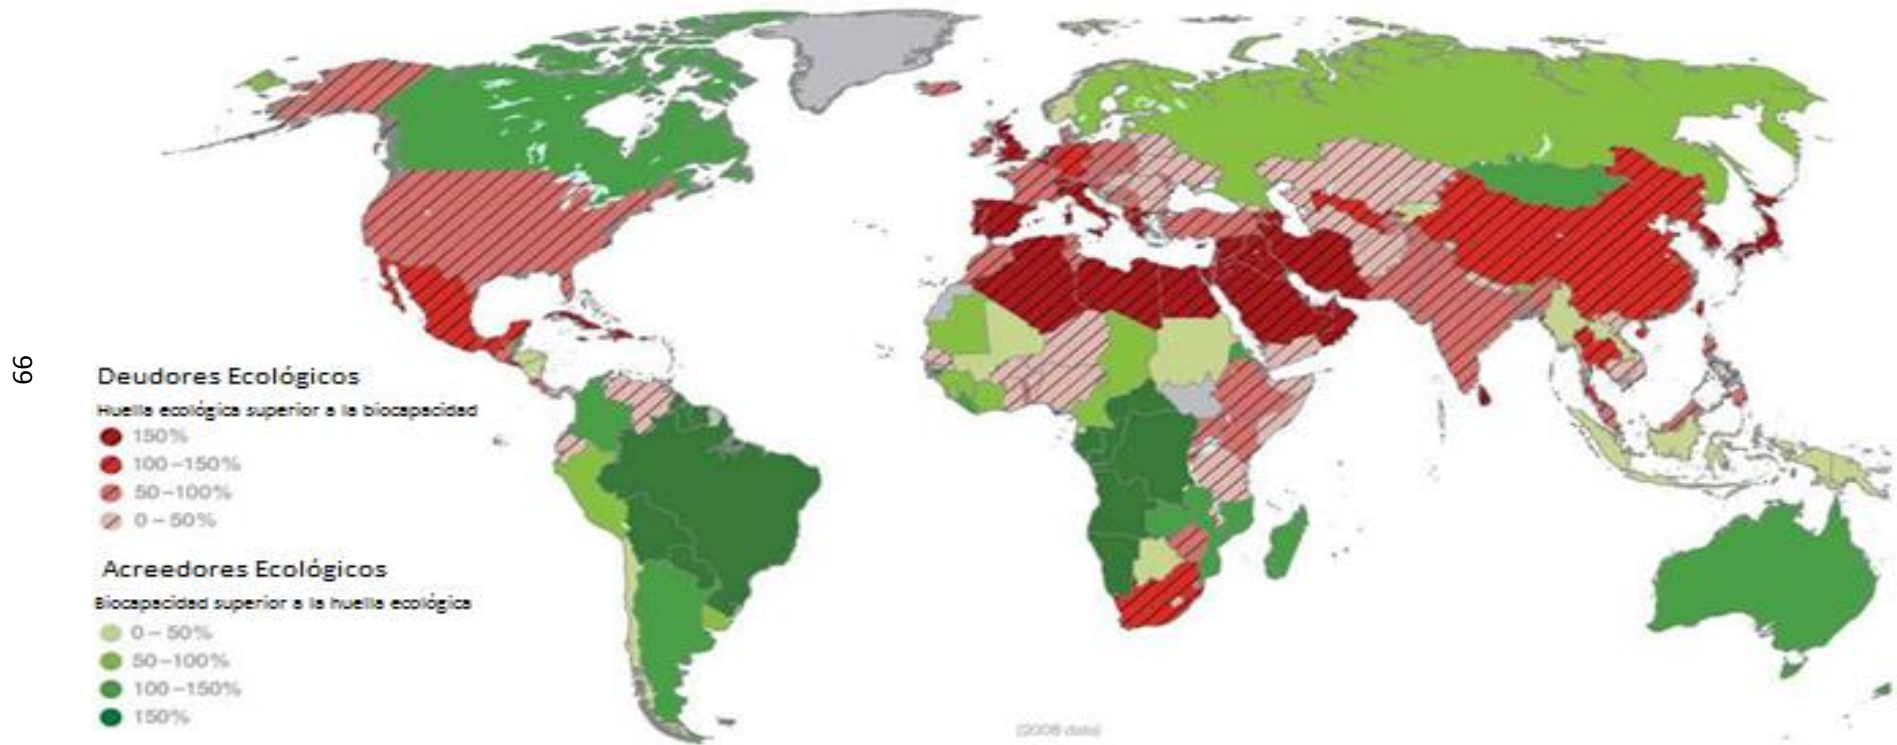 66
Deudores Ecológicos
Huella ecológica superior a la biocapacidad
150%
100 –150%
50 –100%
0 – 50%
Acreedores Ecológicos
Biocapacidad superior a la huella ecológica
0 – 50%
50 –100%
100 –150%
150%
(2008 data)